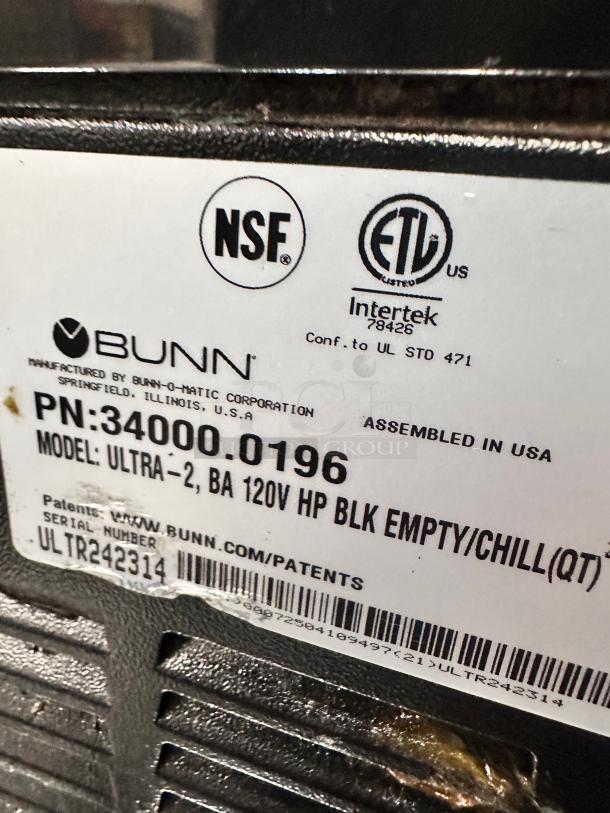 NSF®
ETL
LISTED
US
Intertek
78426
Conf. to UL STD 471
BUNN®
MANUFACTURED BY BUNN-O-MATIC CORPORATION
SPRINGFIELD, ILLINOIS, U.S.A
ASSEMBLED IN USA
PN:34000.0196
MODEL: ULTRA-2, BA 120V HP BLK EMPTY/CHILL(QT)
Patents: WWW.BUNN.COM/PATENTS
SERIAL NUMBER
ULTR242314
00072504109497(21)ULTR242314
GROUP